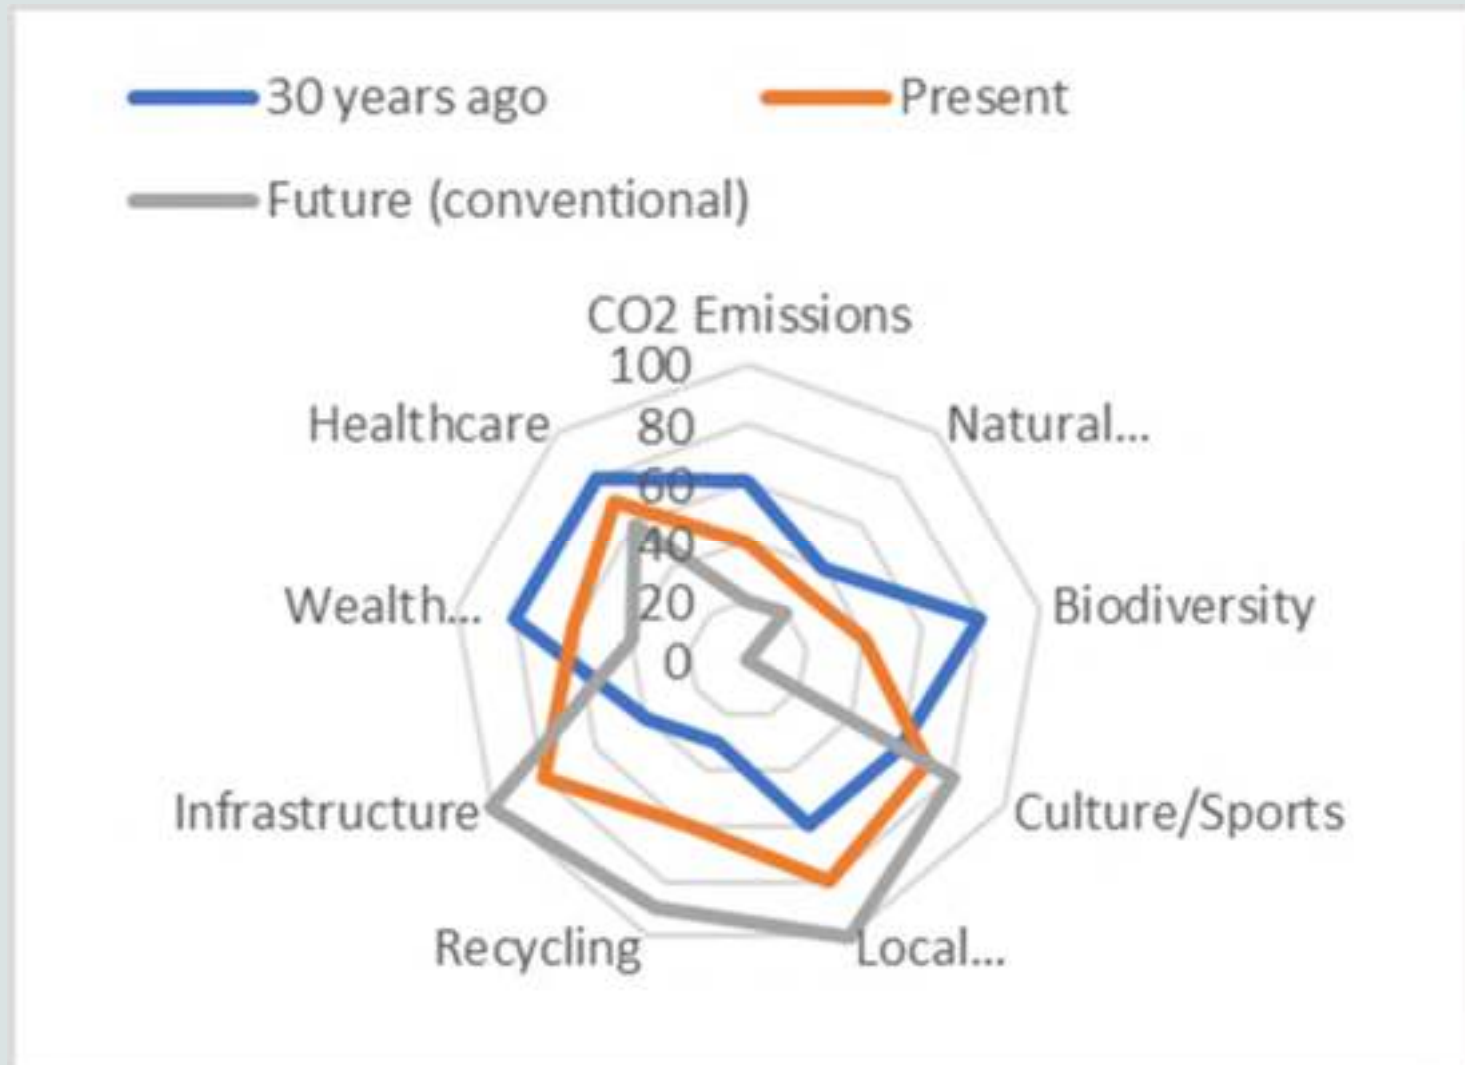 30 years ago Present
Future (conventional)
CO2 Emissions
100
Healthcare 80 Natural...
60
40
Wealth... 20 Biodiversity
0
Infrastructure Culture/Sports
Recycling Local...